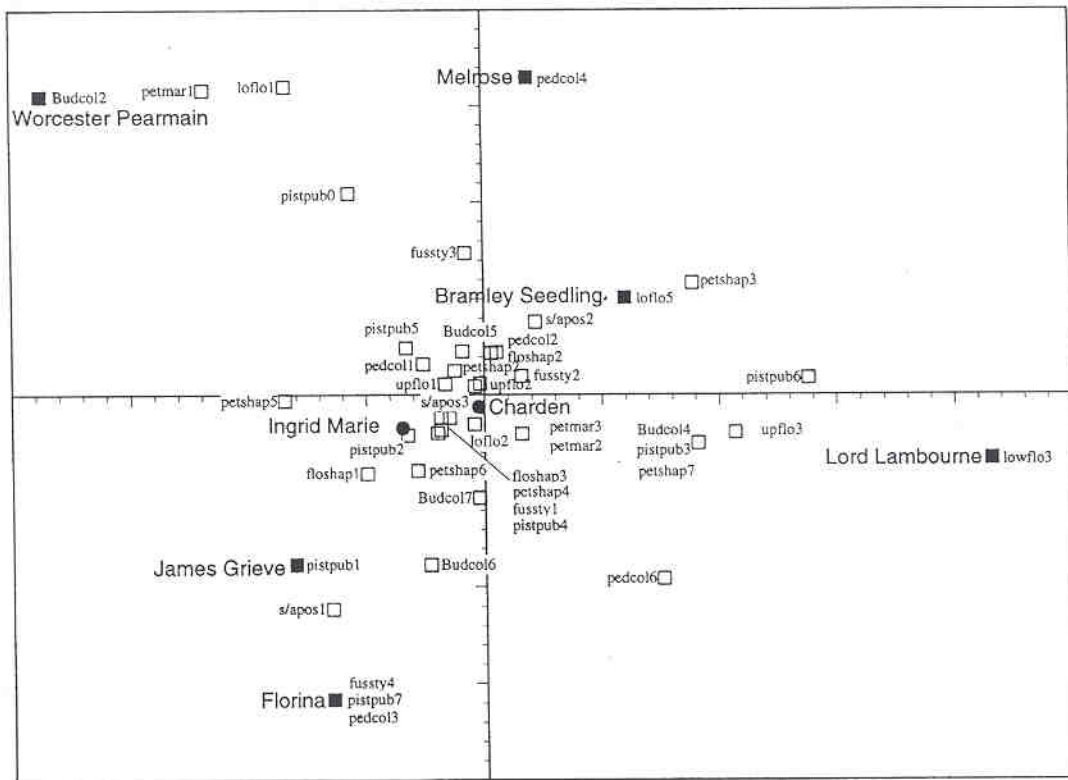 Melrose pedcol4
Budcol2 petmar1 loflo1
Worcester Pearmain
pistpub0
fussty3
petshap3
Bramley Seedling loflo5
s/apos2
pistpub5 Budcol5 pedcol2
floshap2
pedcol1 petshap2 fussty2 pistpub6
upflo1 upflo2
petshap5 s/apos3 Charden
Ingrid Marie petmar3 Budcol4 upflo3
pistpub2 loflo2 petmar2 pistpub3 Lord Lambourne lowflo3
floshap1 petshap6 floshap3 petshap7
petshap4
Budcol7 fussty1
pistpub4
James Grieve pistpub1 Budcol6 pedcol6
s/apos1
fussty4
Florina pistpub7
pedcol3